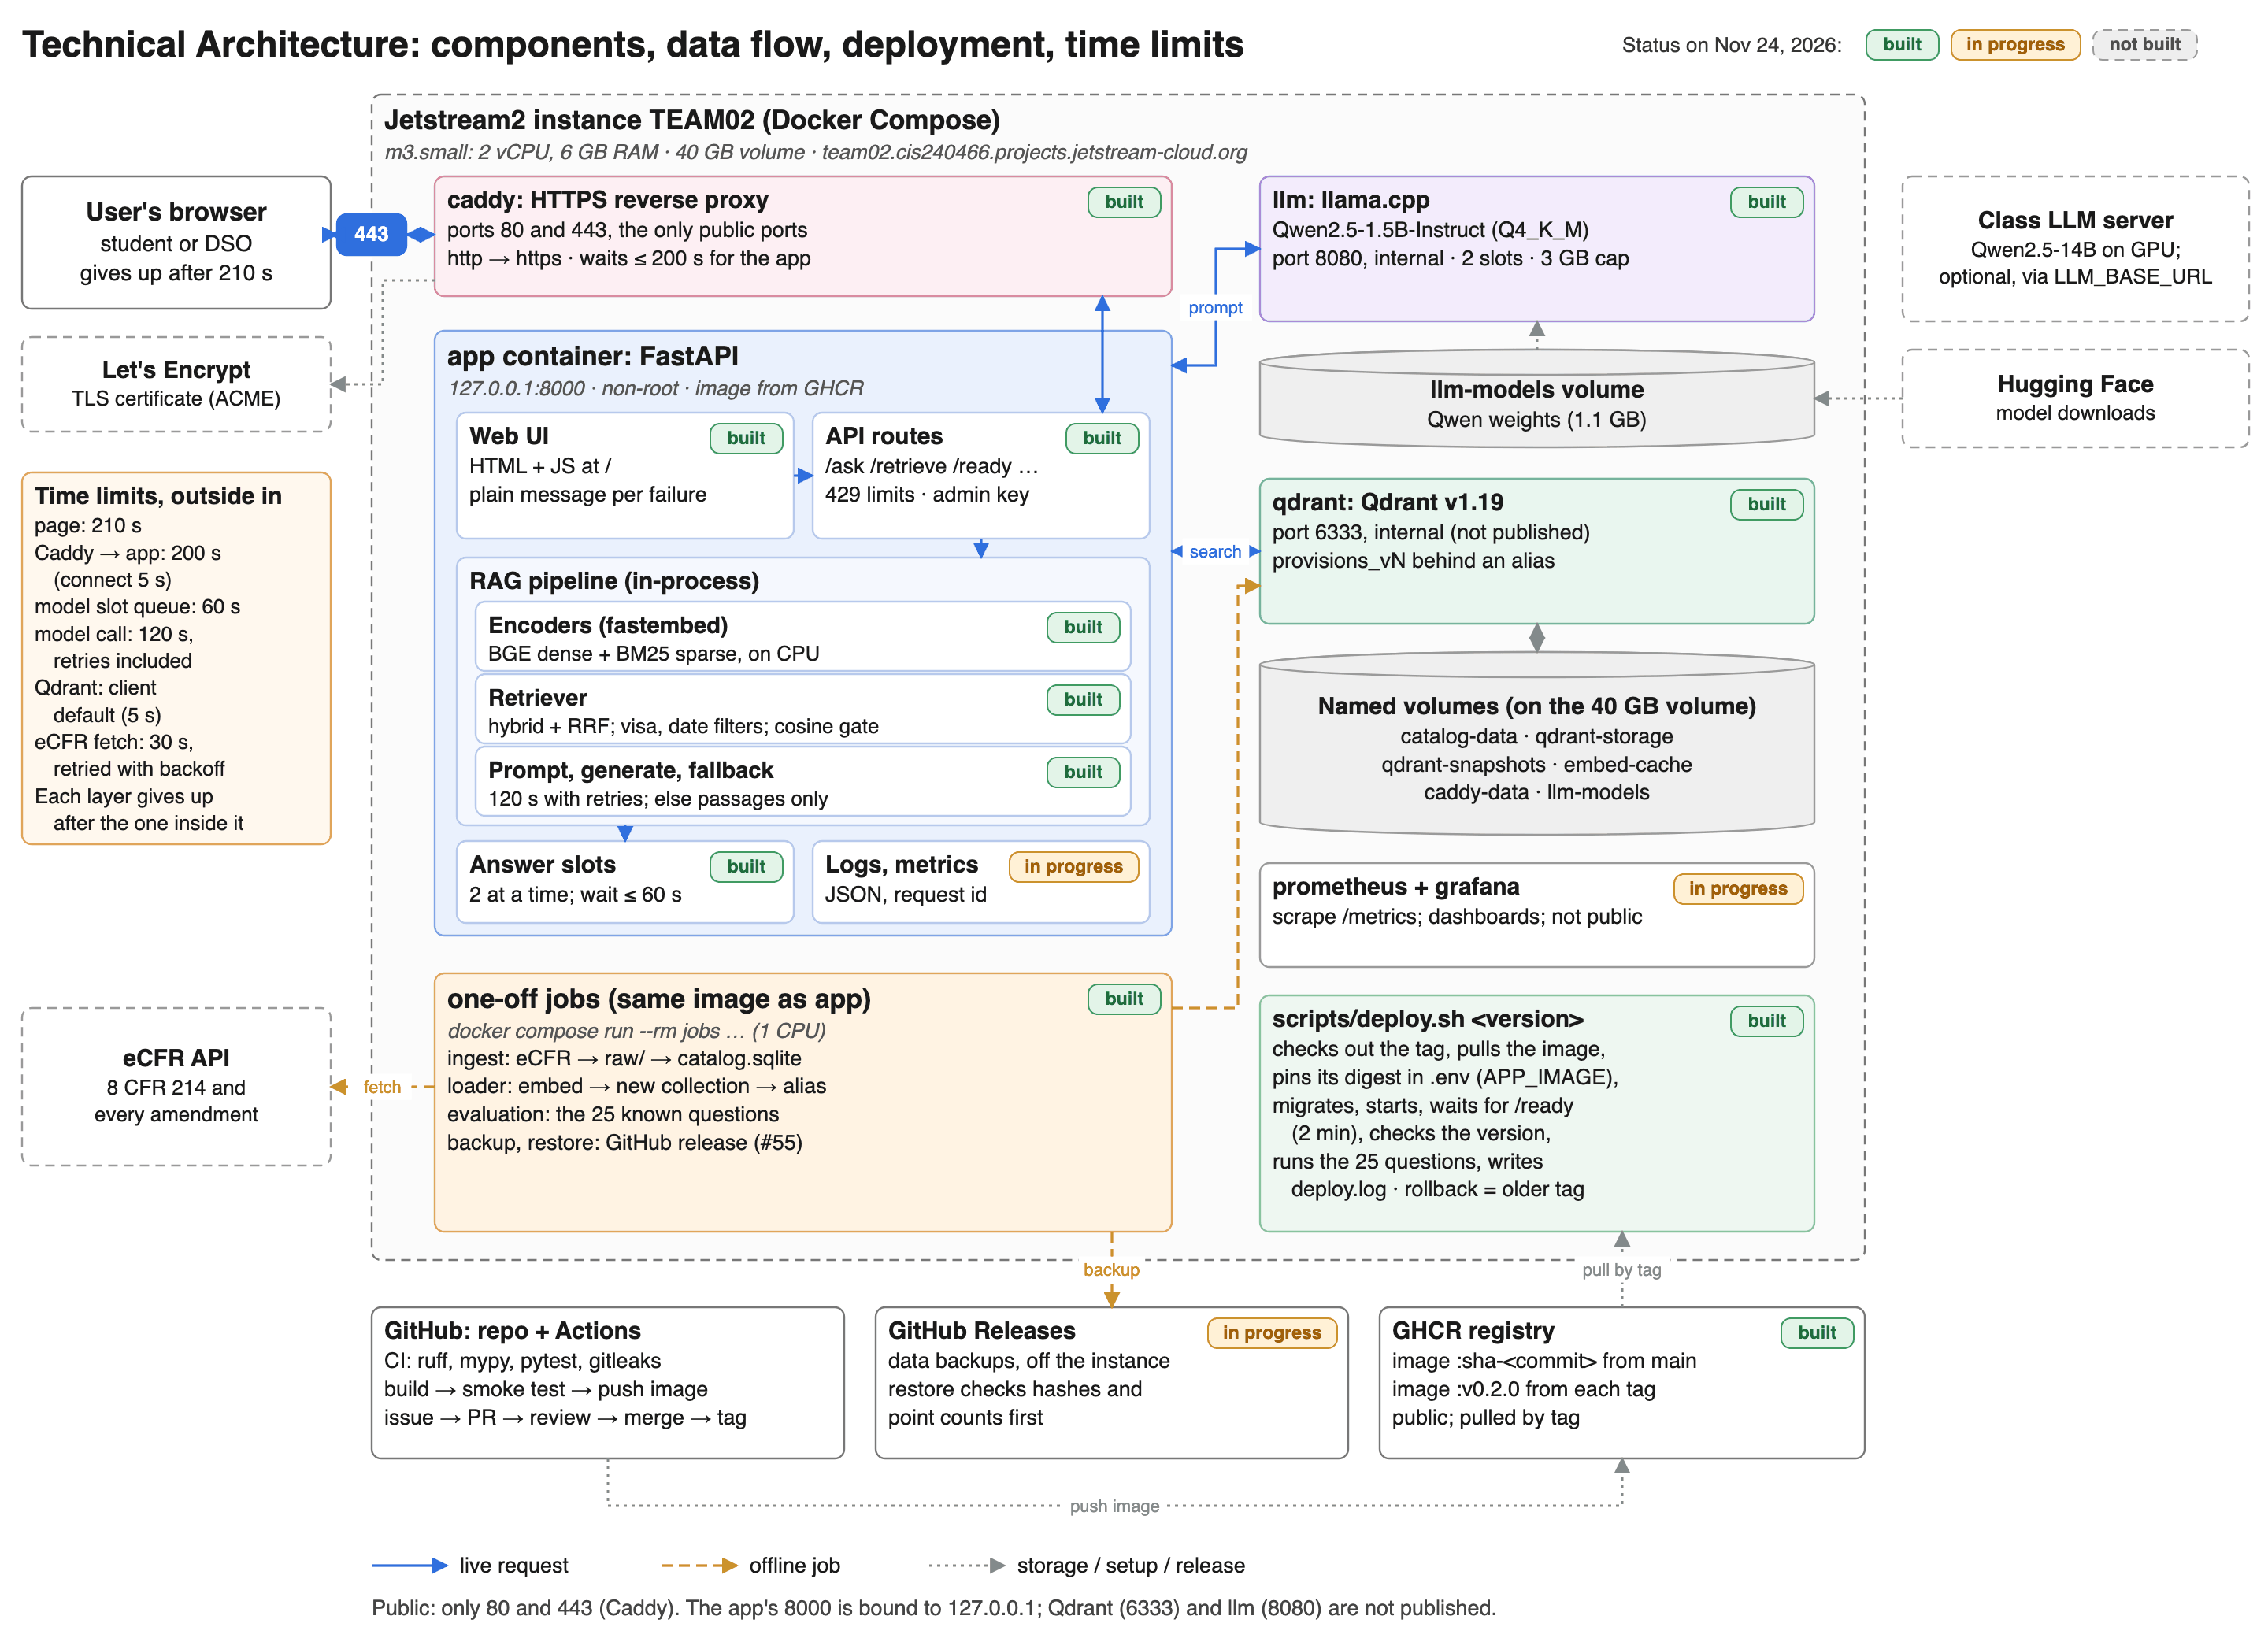 Technical Architecture: components, data flow, deployment, time limits
Status on Nov 24, 2026:
built
in progress
not built
Jetstream2 instance TEAM02 (Docker Compose)
m3.small: 2 vCPU, 6 GB RAM · 40 GB volume · team02.cis240466.projects.jetstream-cloud.org
User's browser
student or DSO
gives up after 210 s
443
caddy: HTTPS reverse proxy
built
ports 80 and 443, the only public ports
http → https · waits ≤ 200 s for the app
llm: llama.cpp
built
Qwen2.5-1.5B-Instruct (Q4_K_M)
port 8080, internal · 2 slots · 3 GB cap
Class LLM server
Qwen2.5-14B on GPU;
optional, via LLM_BASE_URL
prompt
Let's Encrypt
TLS certificate (ACME)
app container: FastAPI
127.0.0.1:8000 · non-root · image from GHCR
llm-models volume
Qwen weights (1.1 GB)
Hugging Face
model downloads
Web UI
built
HTML + JS at /
plain message per failure
API routes
built
/ask /retrieve /ready …
429 limits · admin key
Time limits, outside in
page: 210 s
Caddy → app: 200 s
(connect 5 s)
model slot queue: 60 s
model call: 120 s,
retries included
Qdrant: client
default (5 s)
eCFR fetch: 30 s,
retried with backoff
Each layer gives up
after the one inside it
qdrant: Qdrant v1.19
built
port 6333, internal (not published)
provisions_vN behind an alias
search
RAG pipeline (in-process)
Encoders (fastembed)
built
BGE dense + BM25 sparse, on CPU
Retriever
built
hybrid + RRF; visa, date filters; cosine gate
Prompt, generate, fallback
built
120 s with retries; else passages only
Named volumes (on the 40 GB volume)
catalog-data · qdrant-storage
qdrant-snapshots · embed-cache
caddy-data · llm-models
Answer slots
built
2 at a time; wait ≤ 60 s
Logs, metrics
in progress
JSON, request id
prometheus + grafana
in progress
scrape /metrics; dashboards; not public
one-off jobs (same image as app)
built
docker compose run --rm jobs … (1 CPU)
ingest: eCFR → raw/ → catalog.sqlite
loader: embed → new collection → alias
evaluation: the 25 known questions
backup, restore: GitHub release (#55)
eCFR API
8 CFR 214 and
every amendment
fetch
scripts/deploy.sh <version>
built
checks out the tag, pulls the image,
pins its digest in .env (APP_IMAGE),
migrates, starts, waits for /ready
(2 min), checks the version,
runs the 25 questions, writes
deploy.log · rollback = older tag
backup
pull by tag
GitHub: repo + Actions
CI: ruff, mypy, pytest, gitleaks
build → smoke test → push image
issue → PR → review → merge → tag
GitHub Releases
in progress
data backups, off the instance
restore checks hashes and
point counts first
GHCR registry
built
image :sha-<commit> from main
image :v0.2.0 from each tag
public; pulled by tag
push image
live request
offline job
storage / setup / release
Public: only 80 and 443 (Caddy). The app's 8000 is bound to 127.0.0.1; Qdrant (6333) and llm (8080) are not published.